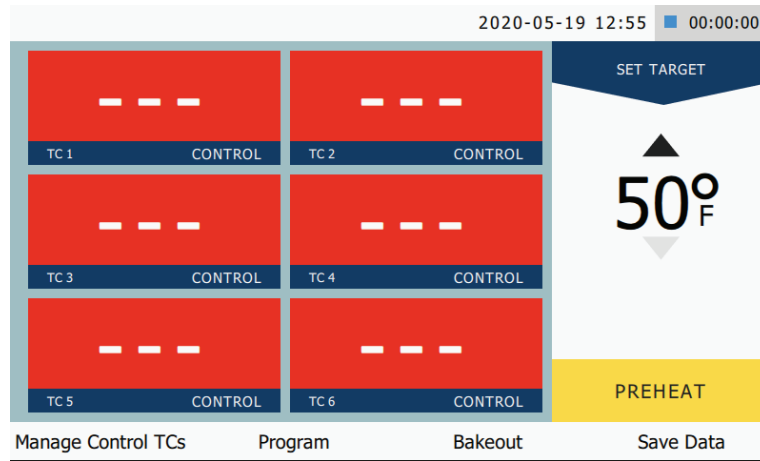 2020-05-19 12:55 00:00:00
SET TARGET
--- ---
TC 1 CONTROL TC 2 CONTROL
50°F
--- ---
TC 3 CONTROL TC 4 CONTROL
--- ---
TC 5 CONTROL TC 6 CONTROL
PREHEAT
Manage Control TCs Program Bakeout Save Data